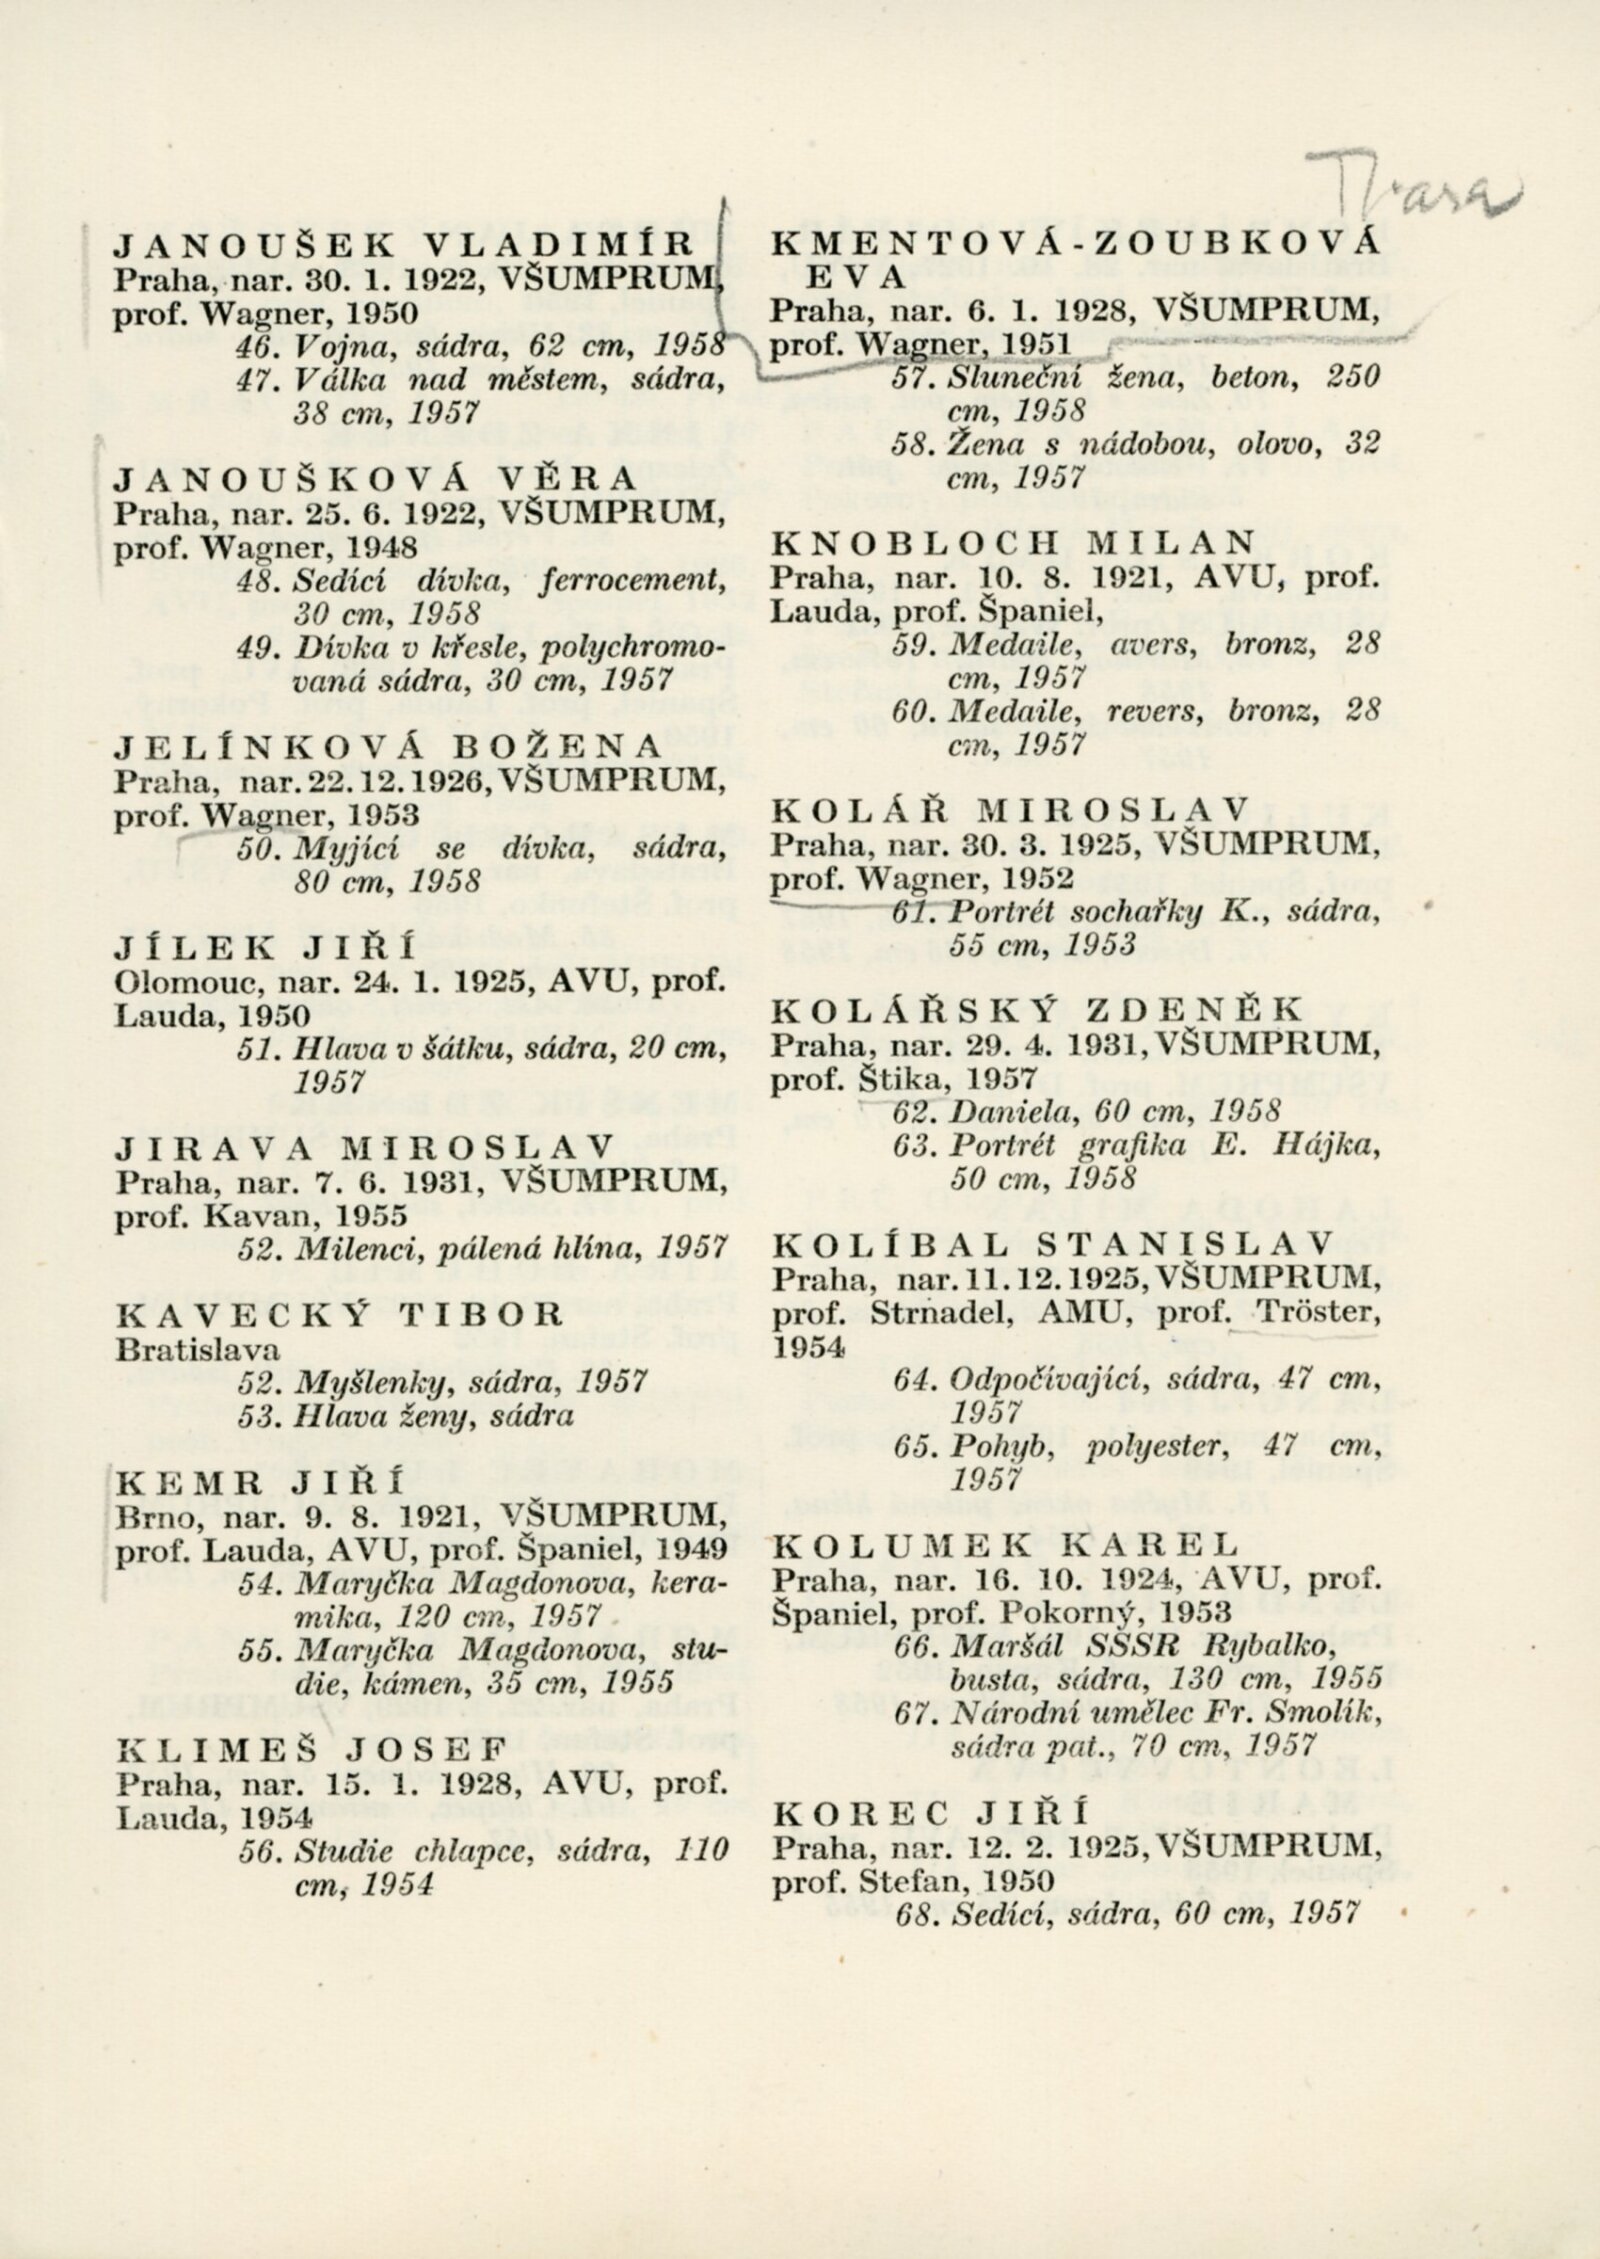 JANOUŠEK VLADIMÍR
Praha, nar. 30. 1. 1922, VŠUMPRUM,
prof. Wagner, 1950
46. Vojna, sádra, 62 cm, 1958
47. Válka nad městem, sádra,
38 cm, 1957
JANOUŠKOVÁ VĚRA
Praha, nar. 25. 6. 1922, VŠUMPRUM,
prof. Wagner, 1948
48. Sedící dívka, ferrocement,
30 cm, 1958
49. Dívka v křesle, polychromo-
vaná sádra, 30 cm, 1957
JELÍNKOVÁ BOŽENA
Praha, nar. 22. 12. 1926, VŠUMPRUM,
prof. Wagner, 1953
50. Myjící se dívka, sádra,
80 cm, 1958
JÍLEK JIŘÍ
Olomouc, nar. 24. 1. 1925, AVU, prof.
Lauda, 1950
51. Hlava v šátku, sádra, 20 cm,
1957
JIRAVA MIROSLAV
Praha, nar. 7. 6. 1931, VŠUMPRUM,
prof. Kavan, 1955
52. Milenci, pálená hlína, 1957
KAVECKÝ TIBOR
Bratislava
52. Myšlenky, sádra, 1957
53. Hlava ženy, sádra
KEMR JIŘÍ
Brno, nar. 9. 8. 1921, VŠUMPRUM,
prof. Lauda, AVU, prof. Španiel, 1949
54. Maryčka Magdonova, kera-
mika, 120 cm, 1957
55. Maryčka Magdonova, stu-
die, kámen, 35 cm, 1955
KLIMEŠ JOSEF
Praha, nar. 15. 1. 1928, AVU, prof.
Lauda, 1954
56. Studie chlapce, sádra, 110
cm, 1954
KMENTOVÁ-ZOUBKOVÁ
EVA
Praha, nar. 6. 1. 1928, VŠUMPRUM,
prof. Wagner, 1951
57. Sluneční žena, beton, 250
cm, 1958
58. Žena s nádobou, olovo, 32
cm, 1957
KNOBLOCH MILAN
Praha, nar. 10. 8. 1921, AVU, prof.
Lauda, prof. Španiel,
59. Medaile, avers, bronz, 28
cm, 1957
60. Medaile, revers, bronz, 28
cm, 1957
KOLÁŘ MIROSLAV
Praha, nar. 30. 3. 1925, VŠUMPRUM,
prof. Wagner, 1952
61. Portrét sochařky K., sádra,
55 cm, 1953
KOLÁŘSKÝ ZDENĚK
Praha, nar. 29. 4. 1931, VŠUMPRUM,
prof. Štika, 1957
62. Daniela, 60 cm, 1958
63. Portrét grafika E. Hájka,
50 cm, 1958
KOLÍBAL STANISLAV
Praha, nar. 11. 12. 1925, VŠUMPRUM,
prof. Strnadel, AMU, prof. Tröster,
1954
64. Odpočívající, sádra, 47 cm,
1957
65. Pohyb, polyester, 47 cm,
1957
KOLUMEK KAREL
Praha, nar. 16. 10. 1924, AVU, prof.
Španiel, prof. Pokorný, 1953
66. Maršál SSSR Rybalko,
busta, sádra, 130 cm, 1955
67. Národní umělec Fr. Smolík,
sádra pat., 70 cm, 1957
KOREC JIŘÍ
Praha, nar. 12. 2. 1925, VŠUMPRUM,
prof. Stefan, 1950
68. Sedící, sádra, 60 cm, 1957